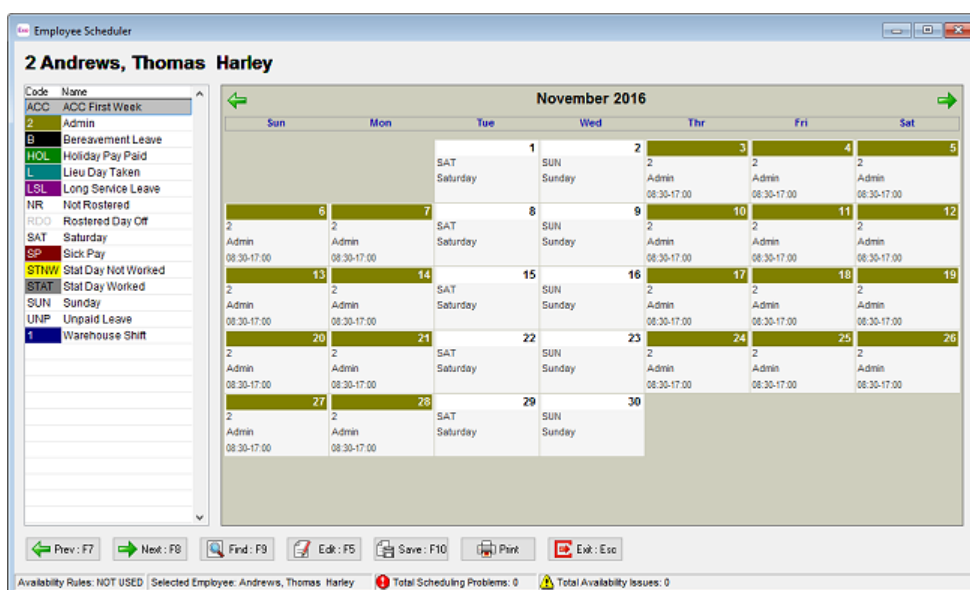 Employee Scheduler
2 Andrews, Thomas Harley
Code Name
ACC ACC First Week
2 Admin
B Bereavement Leave
HOL Holiday Pay Paid
L Lieu Day Taken
LSL Long Service Leave
NR Not Rostered
RDO Rostered Day Off
SAT Saturday
SP Sick Pay
STNW Stat Day Not Worked
STAT Stat Day Worked
SUN Sunday
UNP Unpaid Leave
1 Warehouse Shift
November 2016
Sun Mon Tue Wed Thr Fri Sat
1 2 3 4 5
SAT SUN 2 2 2
Saturday Sunday Admin Admin Admin
08:30-17:00 08:30-17:00 08:30-17:00
6 7 8 9 10 11 12
2 2 SAT SUN 2 2 2
Admin Admin Saturday Sunday Admin Admin Admin
08:30-17:00 08:30-17:00 08:30-17:00 08:30-17:00 08:30-17:00
13 14 15 16 17 18 19
2 2 SAT SUN 2 2 2
Admin Admin Saturday Sunday Admin Admin Admin
08:30-17:00 08:30-17:00 08:30-17:00 08:30-17:00 08:30-17:00
20 21 22 23 24 25 26
2 2 SAT SUN 2 2 2
Admin Admin Saturday Sunday Admin Admin Admin
08:30-17:00 08:30-17:00 08:30-17:00 08:30-17:00 08:30-17:00
27 28 29 30
2 2 SAT SUN
Admin Admin Saturday Sunday
08:30-17:00 08:30-17:00
Prev : F7 Next : F8 Find : F9 Edit : F5 Save : F10 Print Exit : Esc
Availability Rules: NOT USED Selected Employee: Andrews, Thomas Harley Total Scheduling Problems: 0 Total Availability Issues: 0